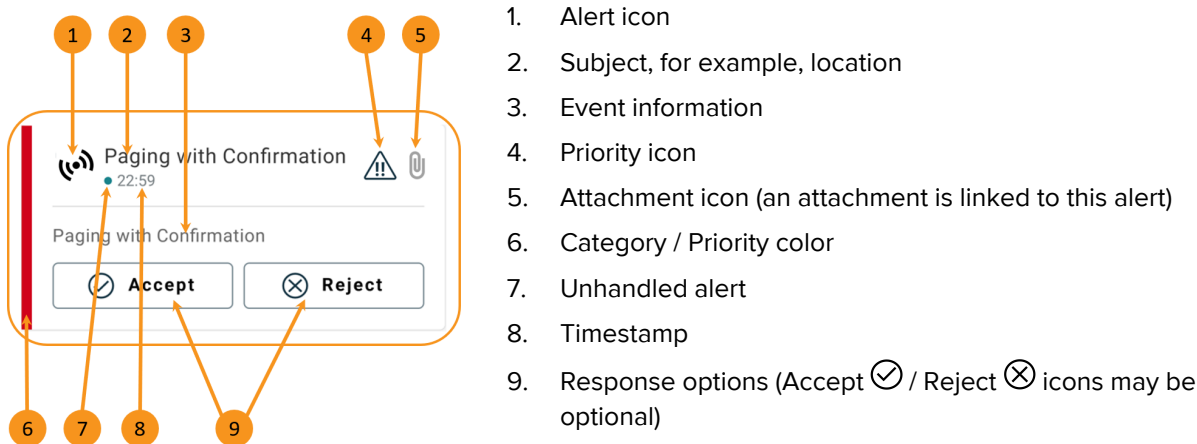 1 2 3 4 5
Paging with Confirmation
22:59
Paging with Confirmation
Accept Reject
6 7 8 9
1. Alert icon
2. Subject, for example, location
3. Event information
4. Priority icon
5. Attachment icon (an attachment is linked to this alert)
6. Category / Priority color
7. Unhandled alert
8. Timestamp
9. Response options (Accept / Reject icons may be
optional)